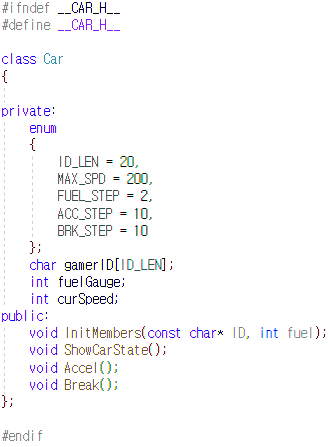 #ifndef __CAR_H__
#define __CAR_H__
class Car
{
private:
enum
{
ID_LEN = 20,
MAX_SPD = 200,
FUEL_STEP = 2,
ACC_STEP = 10,
BRK_STEP = 10
};
char gamerID[ID_LEN];
int fuelGauge;
int curSpeed;
public:
void InitMembers(const char* ID, int fuel);
void ShowCarState();
void Accel();
void Break();
};
#endif